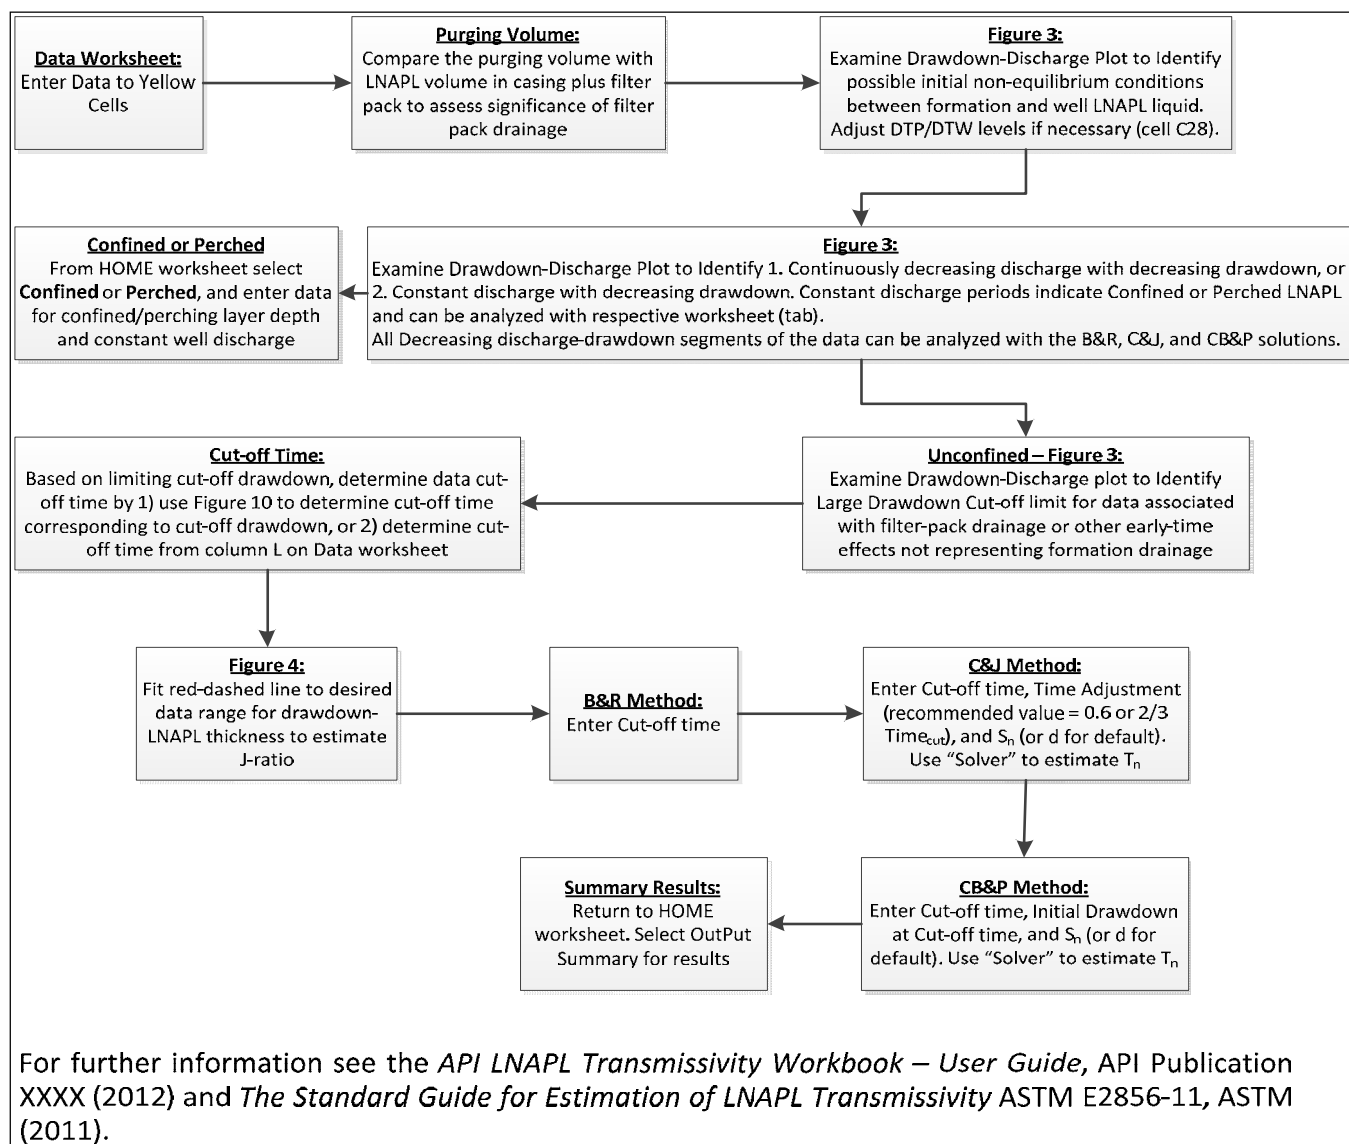 Data Worksheet:
Enter Data to Yellow
Cells
Purging Volume:
Compare the purging volume with
LNAPL volume in casing plus filter
pack to assess significance of filter
pack drainage
Figure 3:
Examine Drawdown-Discharge Plot to Identify
possible initial non-equilibrium conditions
between formation and well LNAPL liquid.
Adjust DTP/DTW levels if necessary (cell C28).
Confined or Perched
From HOME worksheet select
Confined or Perched, and enter data
for confined/perching layer depth
and constant well discharge
Figure 3:
Examine Drawdown-Discharge Plot to Identify 1. Continuously decreasing discharge with decreasing drawdown, or
2. Constant discharge with decreasing drawdown. Constant discharge periods indicate Confined or Perched LNAPL
and can be analyzed with respective worksheet (tab).
All Decreasing discharge-drawdown segments of the data can be analyzed with the B&R, C&J, and CB&P solutions.
Cut-off Time:
Based on limiting cut-off drawdown, determine data cut-
off time by 1) use Figure 10 to determine cut-off time
corresponding to cut-off drawdown, or 2) determine cut-
off time from column L on Data worksheet
Unconfined – Figure 3:
Examine Drawdown-Discharge plot to Identify
Large Drawdown Cut-off limit for data associated
with filter-pack drainage or other early-time
effects not representing formation drainage
Figure 4:
Fit red-dashed line to desired
data range for drawdown-
LNAPL thickness to estimate
J-ratio
B&R Method:
Enter Cut-off time
C&J Method:
Enter Cut-off time, Time Adjustment
(recommended value = 0.6 or 2/3
Timecut), and Sn (or d for default).
Use “Solver” to estimate Tn
Summary Results:
Return to HOME
worksheet. Select OutPut
Summary for results
CB&P Method:
Enter Cut-off time, Initial Drawdown
at Cut-off time, and Sn (or d for
default). Use “Solver” to estimate Tn
For further information see the API LNAPL Transmissivity Workbook – User Guide, API Publication
XXXX (2012) and The Standard Guide for Estimation of LNAPL Transmissivity ASTM E2856-11, ASTM
(2011).